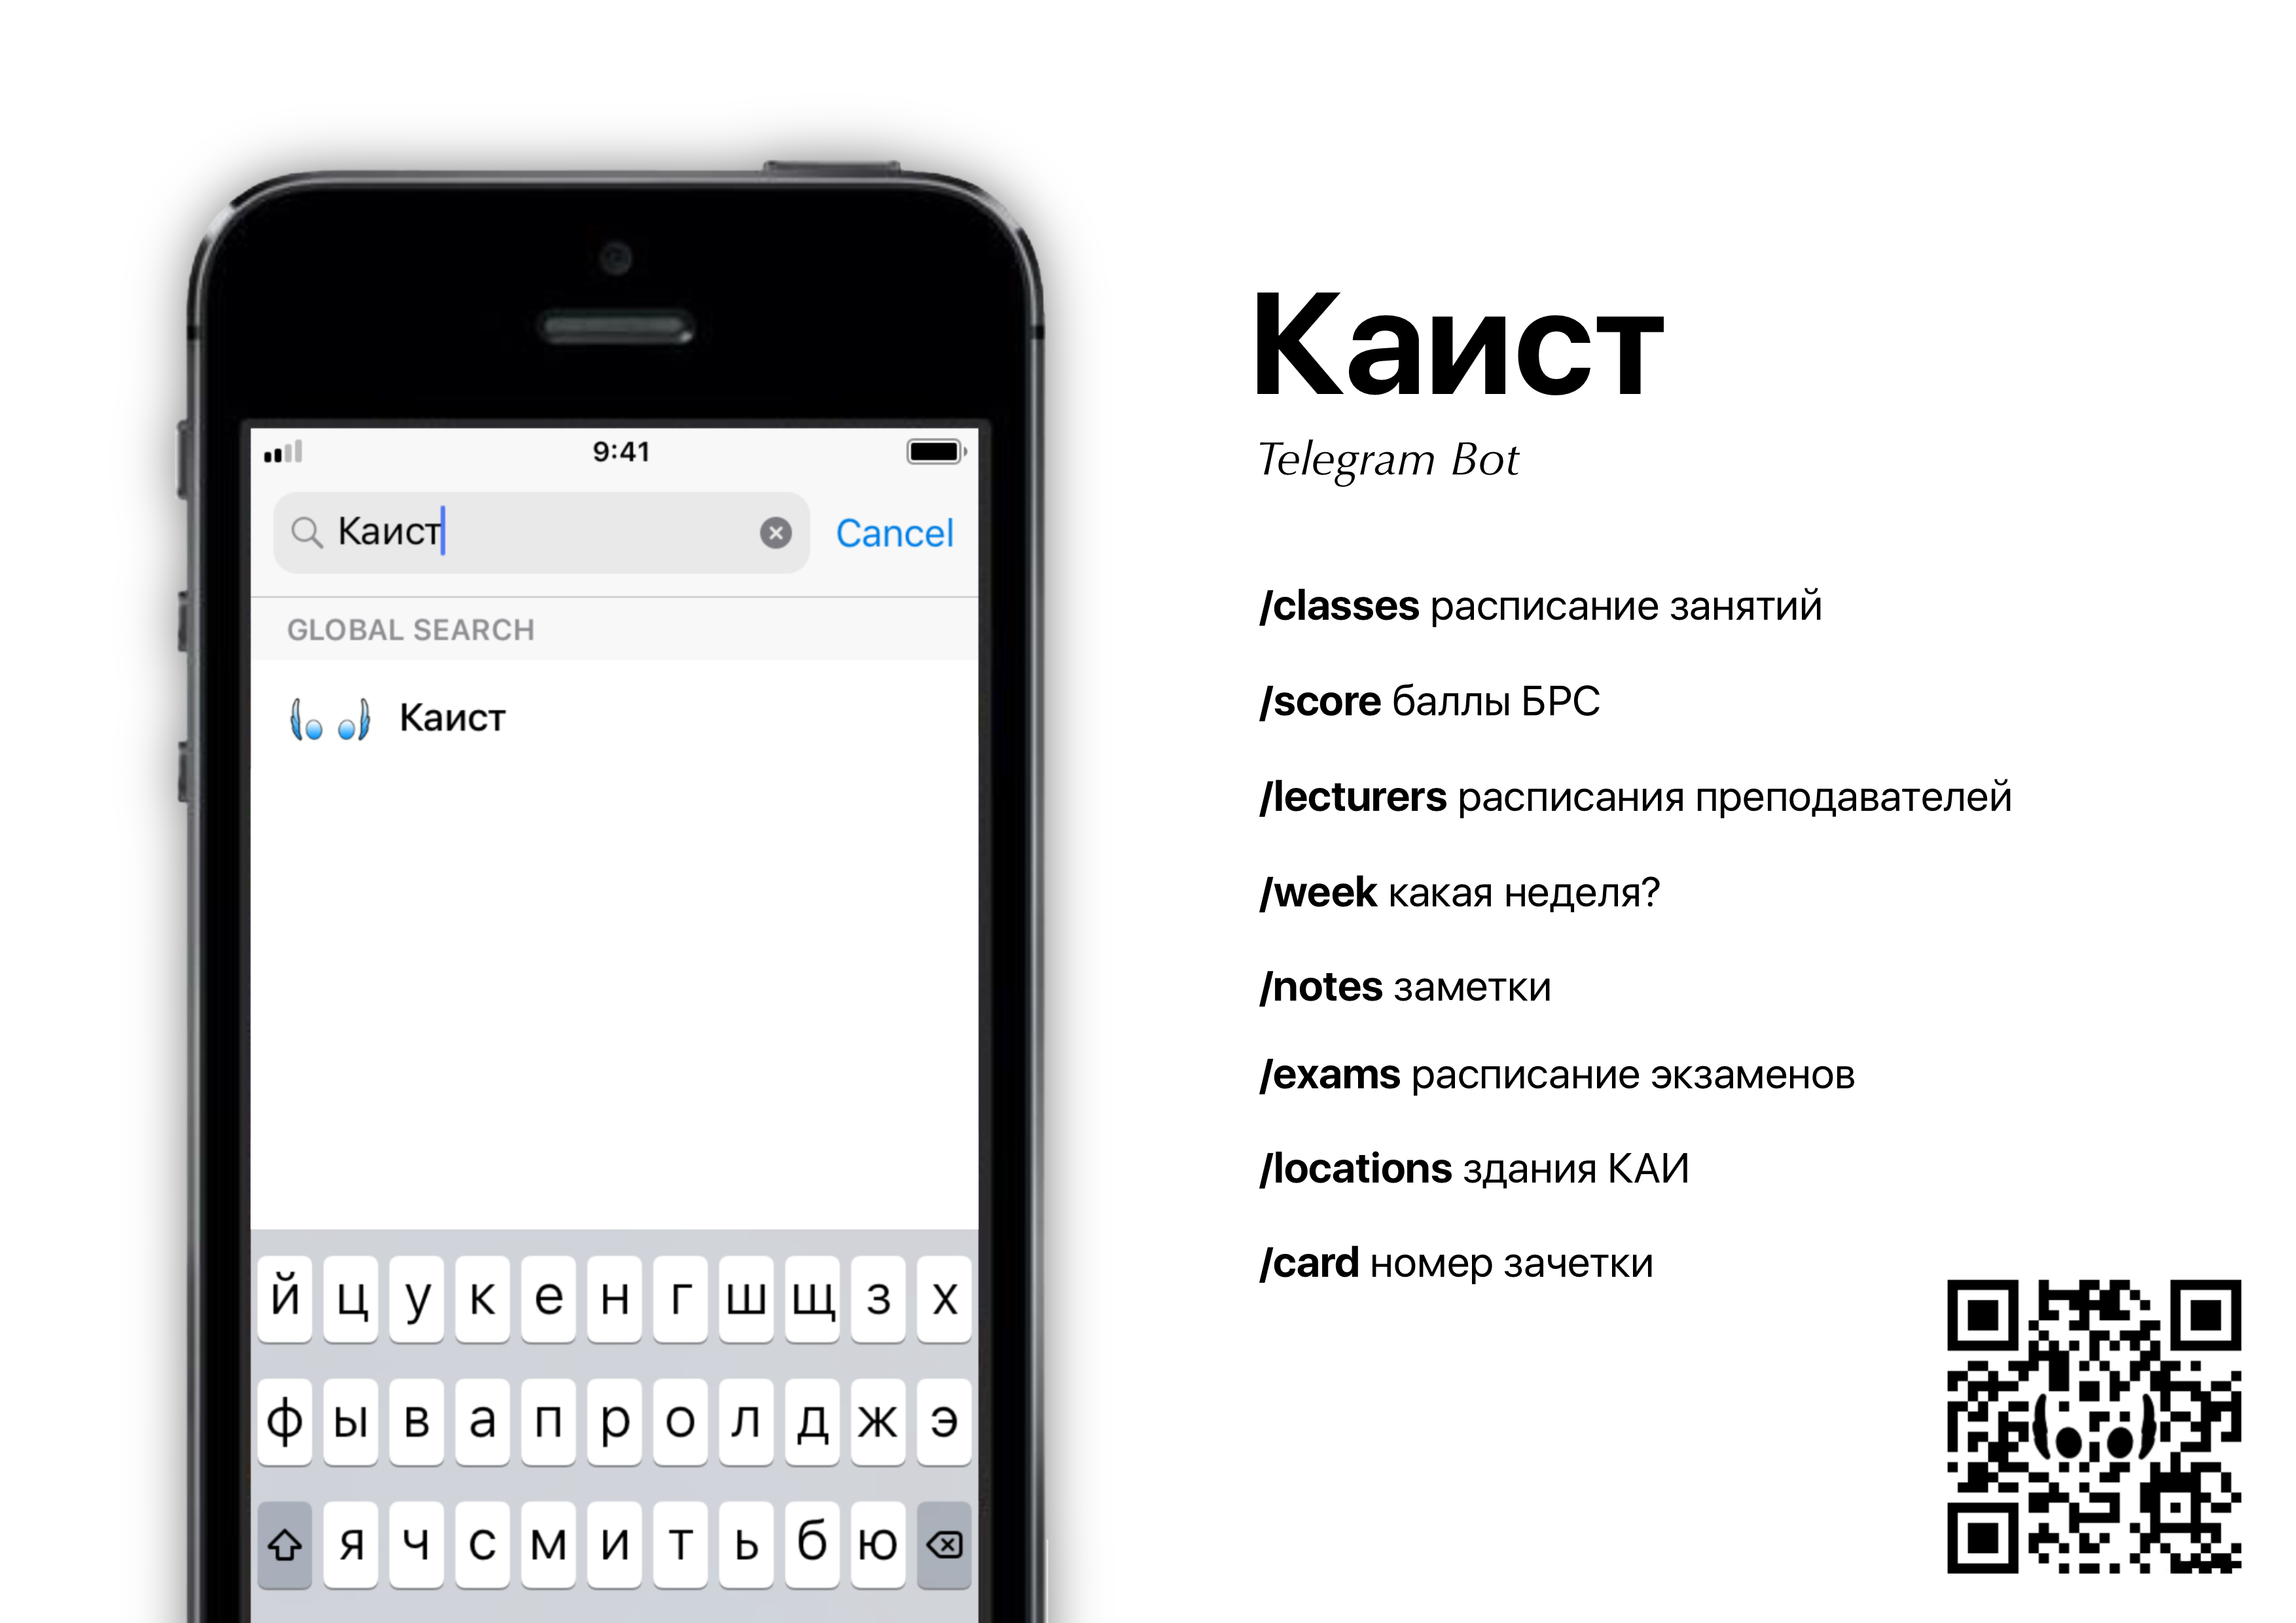 9:41
Каист
Cancel
GLOBAL SEARCH
Каист
й ц у к е н г ш щ з х
ф ы в а п р о л д ж э
я ч с м и т ь б ю
Каист
Telegram Bot
/classes расписание занятий
/score баллы БРС
/lecturers расписания преподавателей
/week какая неделя?
/notes заметки
/exams расписание экзаменов
/locations здания КАИ
/card номер зачетки